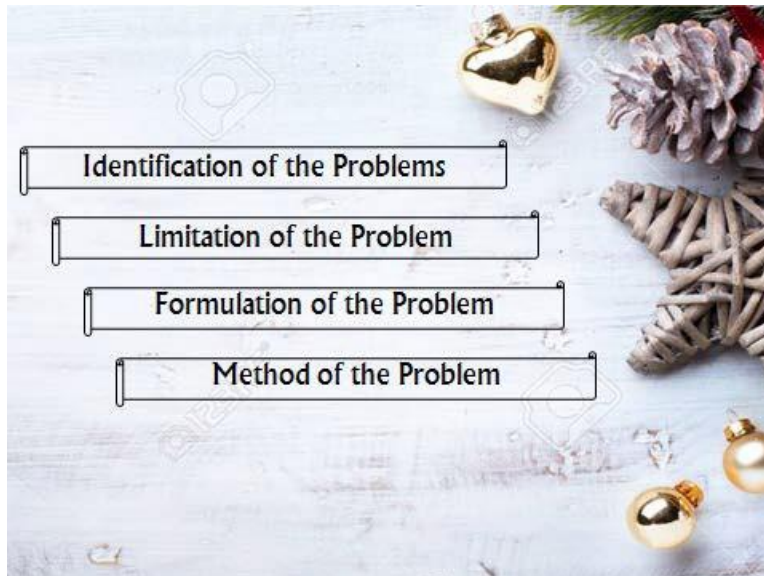 Identification of the Problems
Limitation of the Problem
Formulation of the Problem
Method of the Problem